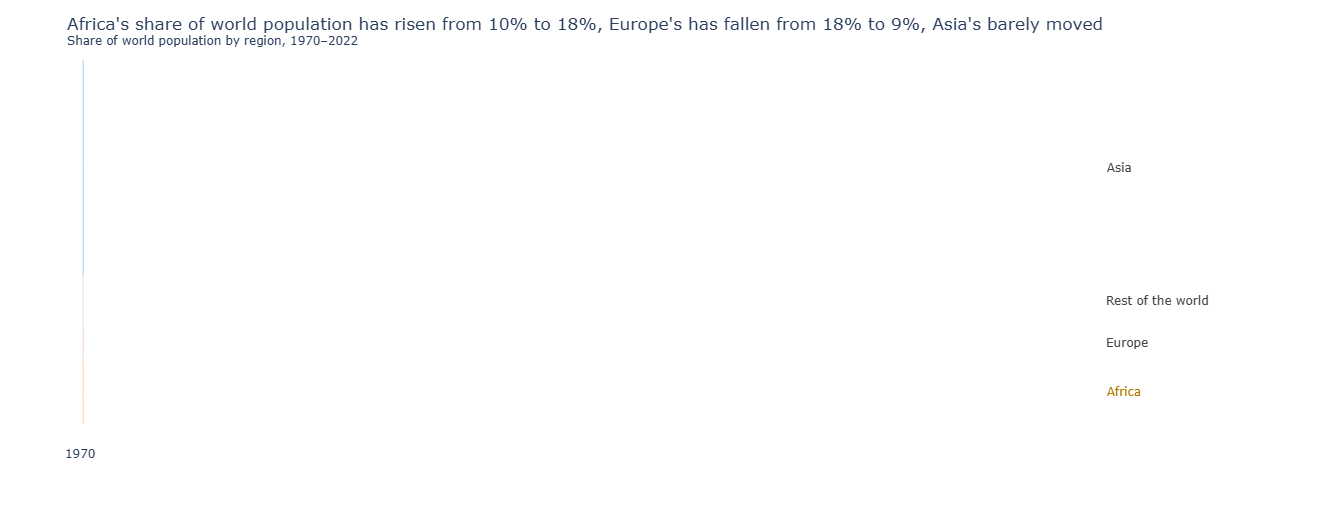 Africa's share of world population has risen from 10% to 18%, Europe's has fallen from 18% to 9%, Asia's barely moved
Share of world population by region, 1970–2022
Asia
Rest of the world
Europe
Africa
1970